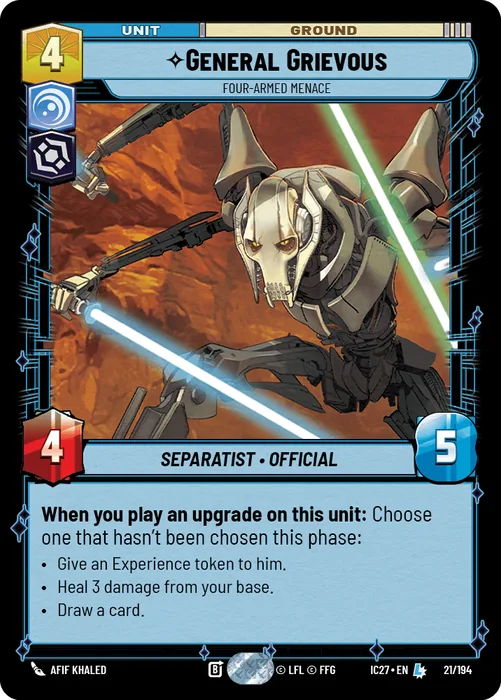 4
UNIT
GROUND
GENERAL GRIEVOUS
FOUR-ARMED MENACE
4
SEPARATIST • OFFICIAL
5
When you play an upgrade on this unit: Choose
one that hasn't been chosen this phase:
• Give an Experience token to him.
• Heal 3 damage from your base.
• Draw a card.
AFIF KHALED
B
© LFL © FFG
IC27 • EN
21/194